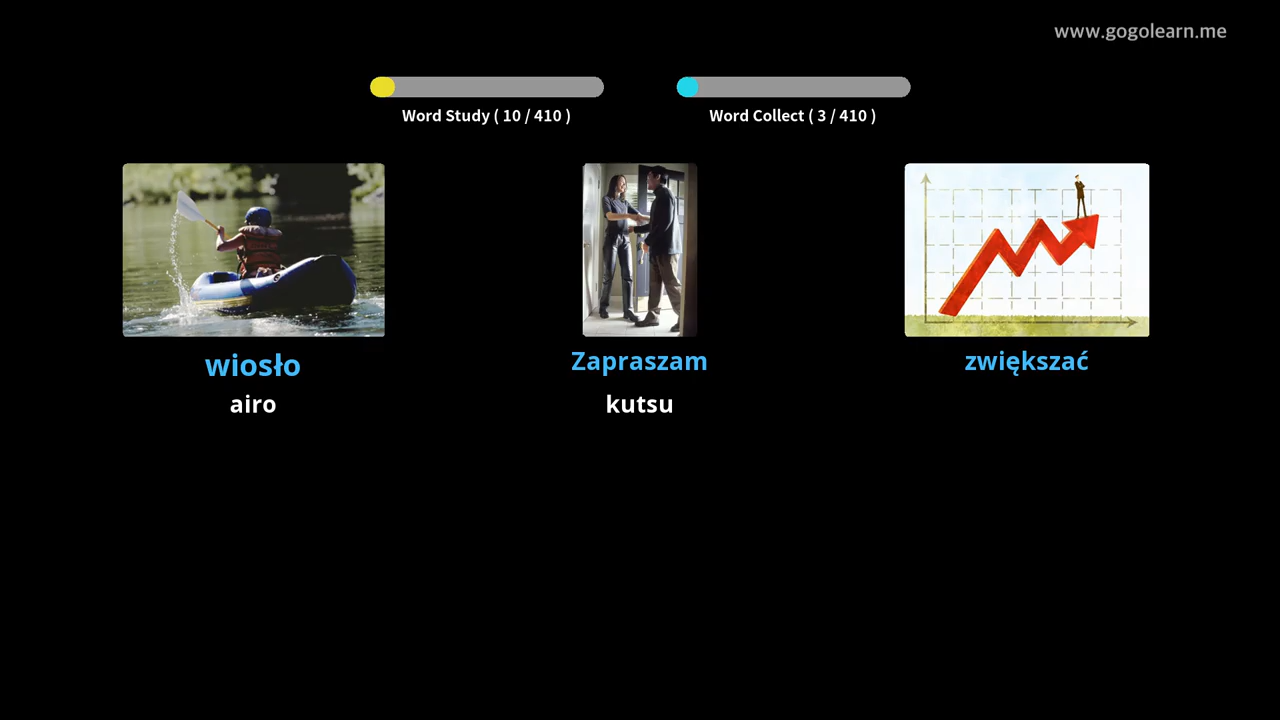 www.gogolearn.me
Word Study ( 10 / 410 )
Word Collect ( 3 / 410 )
wiosło
Zapraszam
zwiększać
airo
kutsu